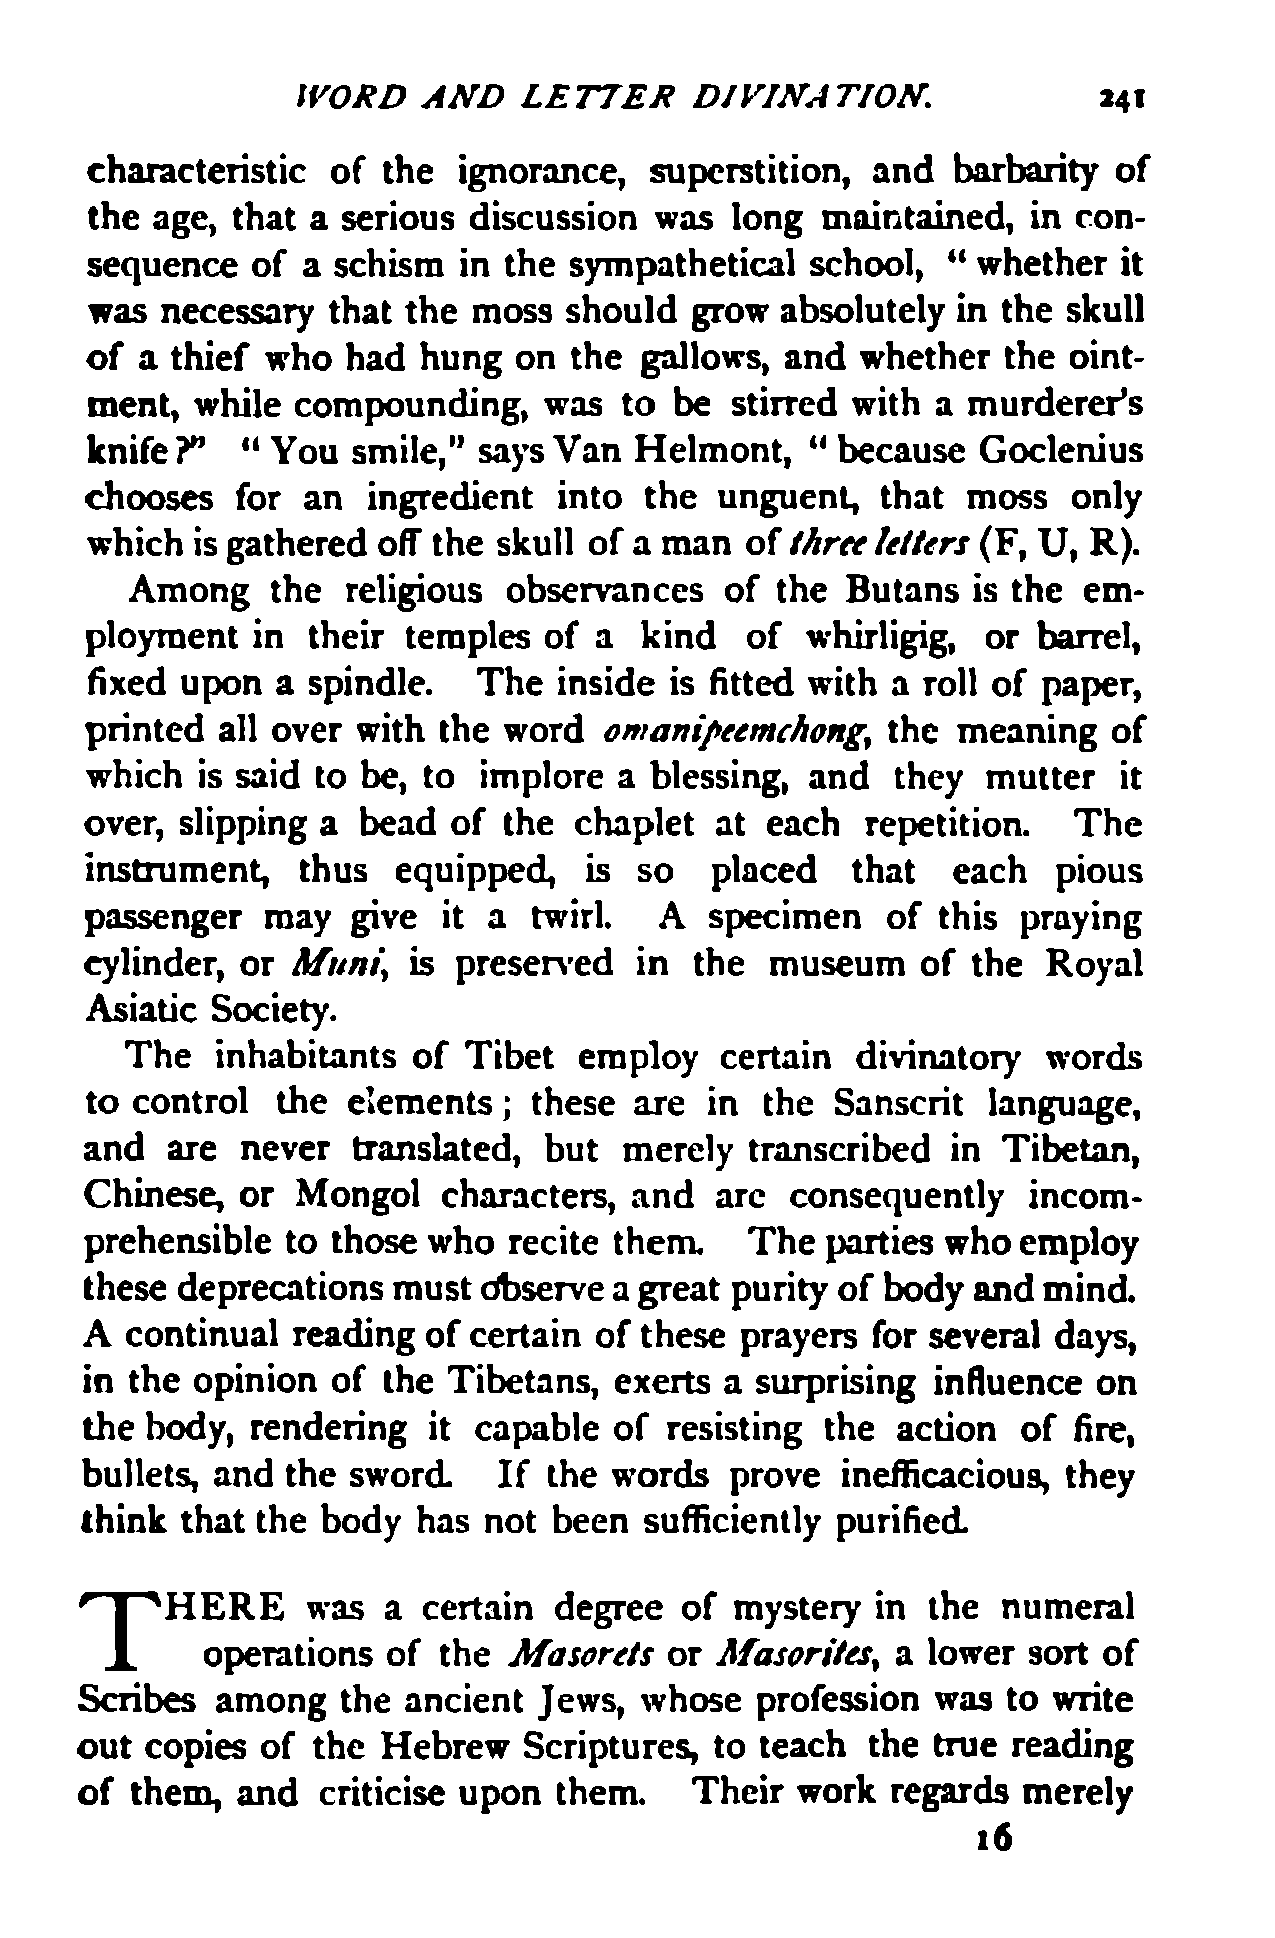 WORD AND LETTER DIVINATION. 241
characteristic of the ignorance, superstition, and barbarity of
the age, that a serious discussion was long maintained, in con-
sequence of a schism in the sympathetical school, “ whether it
was necessary that the moss should grow absolutely in the skull
of a thief who had hung on the gallows, and whether the oint-
ment, while compounding, was to be stirred with a murderer's
knife ?” “ You smile,” says Van Helmont, “ because Goclenius
chooses for an ingredient into the unguent, that moss only
which is gathered off the skull of a man of three letters (F, U, R).
Among the religious observances of the Butans is the em-
ployment in their temples of a kind of whirligig, or barrel,
fixed upon a spindle. The inside is fitted with a roll of paper,
printed all over with the word omanipeemchong, the meaning of
which is said to be, to implore a blessing, and they mutter it
over, slipping a bead of the chaplet at each repetition. The
instrument, thus equipped, is so placed that each pious
passenger may give it a twirl. A specimen of this praying
cylinder, or Muni, is preserved in the museum of the Royal
Asiatic Society.
The inhabitants of Tibet employ certain divinatory words
to control the elements ; these are in the Sanscrit language,
and are never translated, but merely transcribed in Tibetan,
Chinese, or Mongol characters, and are consequently incom-
prehensible to those who recite them. The parties who employ
these deprecations must observe a great purity of body and mind.
A continual reading of certain of these prayers for several days,
in the opinion of the Tibetans, exerts a surprising influence on
the body, rendering it capable of resisting the action of fire,
bullets, and the sword. If the words prove inefficacious, they
think that the body has not been sufficiently purified.
THERE was a certain degree of mystery in the numeral
operations of the Masorets or Masorites, a lower sort of
Scribes among the ancient Jews, whose profession was to write
out copies of the Hebrew Scriptures, to teach the true reading
of them, and criticise upon them. Their work regards merely
16